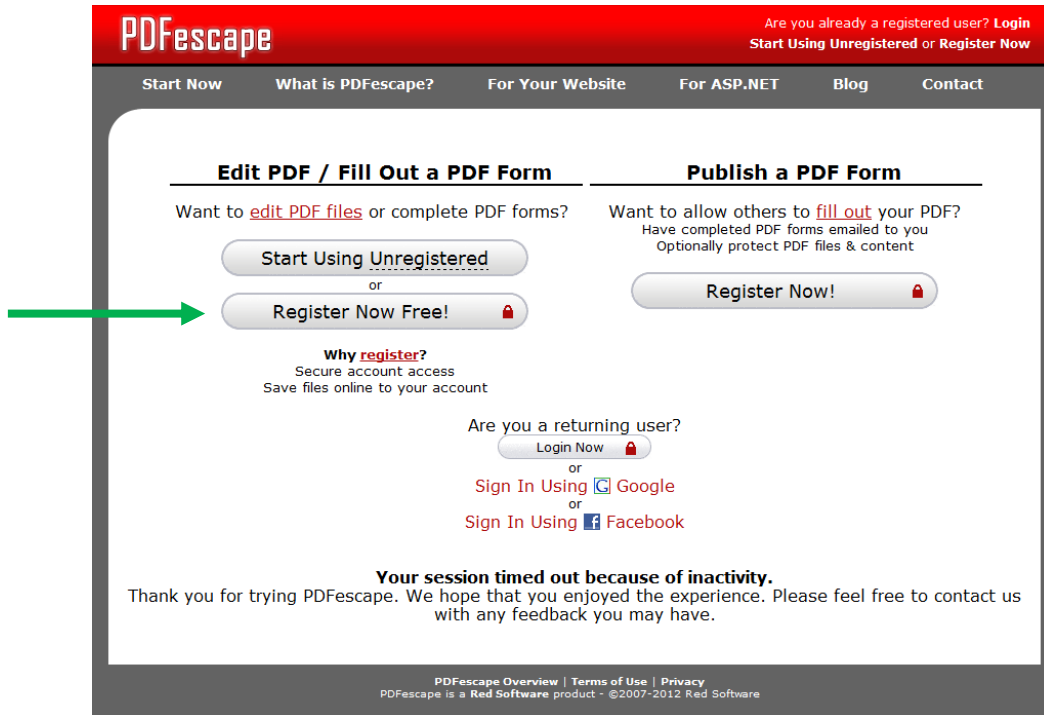 PDFescape
Are you already a registered user? Login
Start Using Unregistered or Register Now
Start Now What is PDFescape? For Your Website For ASP.NET Blog Contact
Edit PDF / Fill Out a PDF Form
Want to edit PDF files or complete PDF forms?
Start Using Unregistered
or
Register Now Free!
Why register?
Secure account access
Save files online to your account
Publish a PDF Form
Want to allow others to fill out your PDF?
Have completed PDF forms emailed to you
Optionally protect PDF files & content
Register Now!
Are you a returning user?
Login Now
or
Sign In Using G Google
or
Sign In Using f Facebook
Your session timed out because of inactivity.
Thank you for trying PDFescape. We hope that you enjoyed the experience. Please feel free to contact us
with any feedback you may have.
PDFescape Overview | Terms of Use | Privacy
PDFescape is a Red Software product - ©2007-2012 Red Software